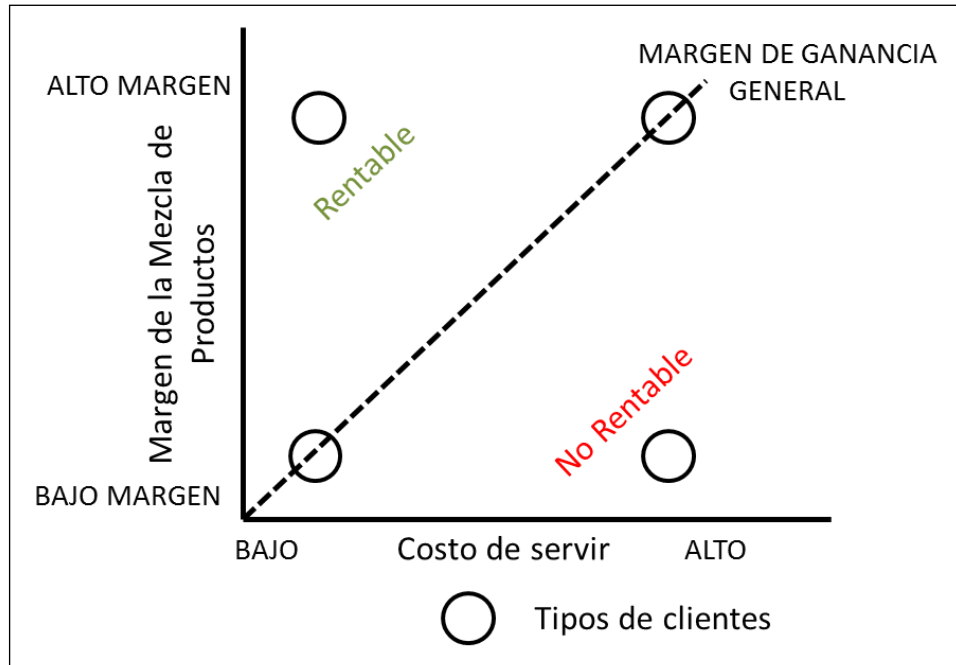 MARGEN DE GANANCIA
GENERAL
ALTO MARGEN
Rentable
Margen de la Mezcla de
Productos
No Rentable
BAJO MARGEN
BAJO
Costo de servir
ALTO
Tipos de clientes